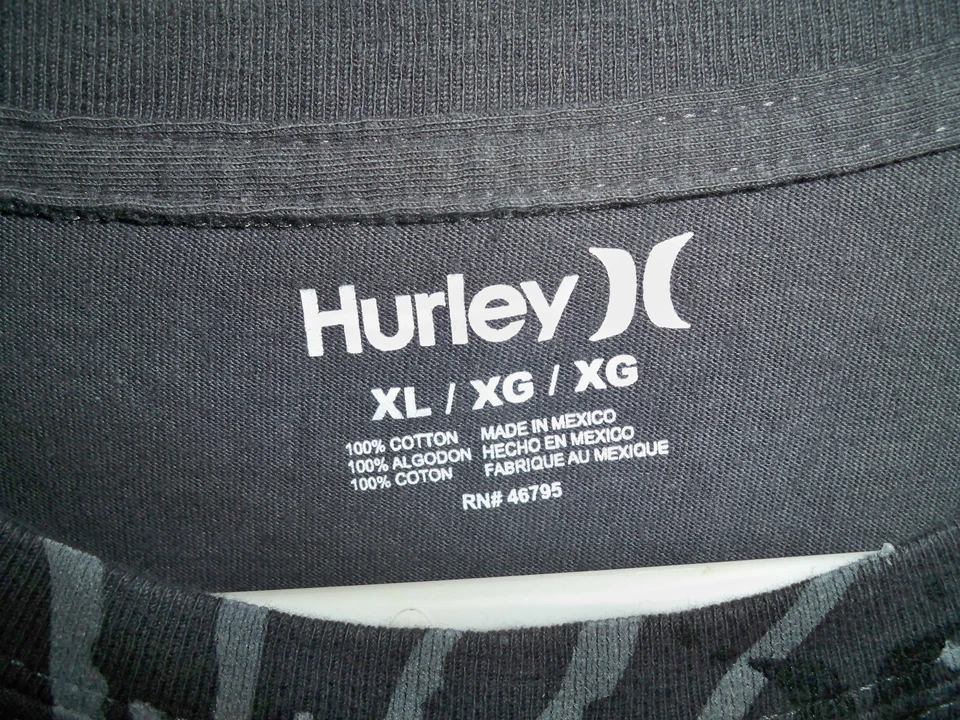 Hurley
XL / XG / XG
100% COTTON MADE IN MEXICO
100% ALGODON HECHO EN MEXICO
100% COTON FABRIQUE AU MEXIQUE
RN# 46795